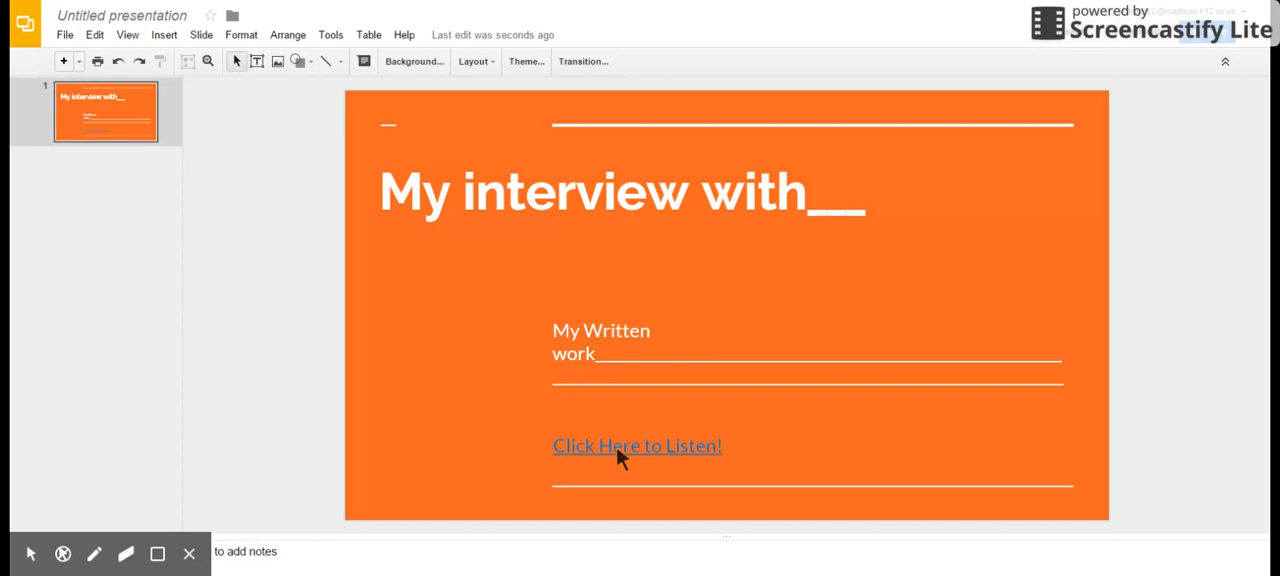 Untitled presentation
powered by
Screencastify Lite
File Edit View Insert Slide Format Arrange Tools Table Help Last edit was seconds ago
Background... Layout Theme... Transition...
1
My interview with__
My interview with___
My Written
work
Click Here to Listen!
to add notes